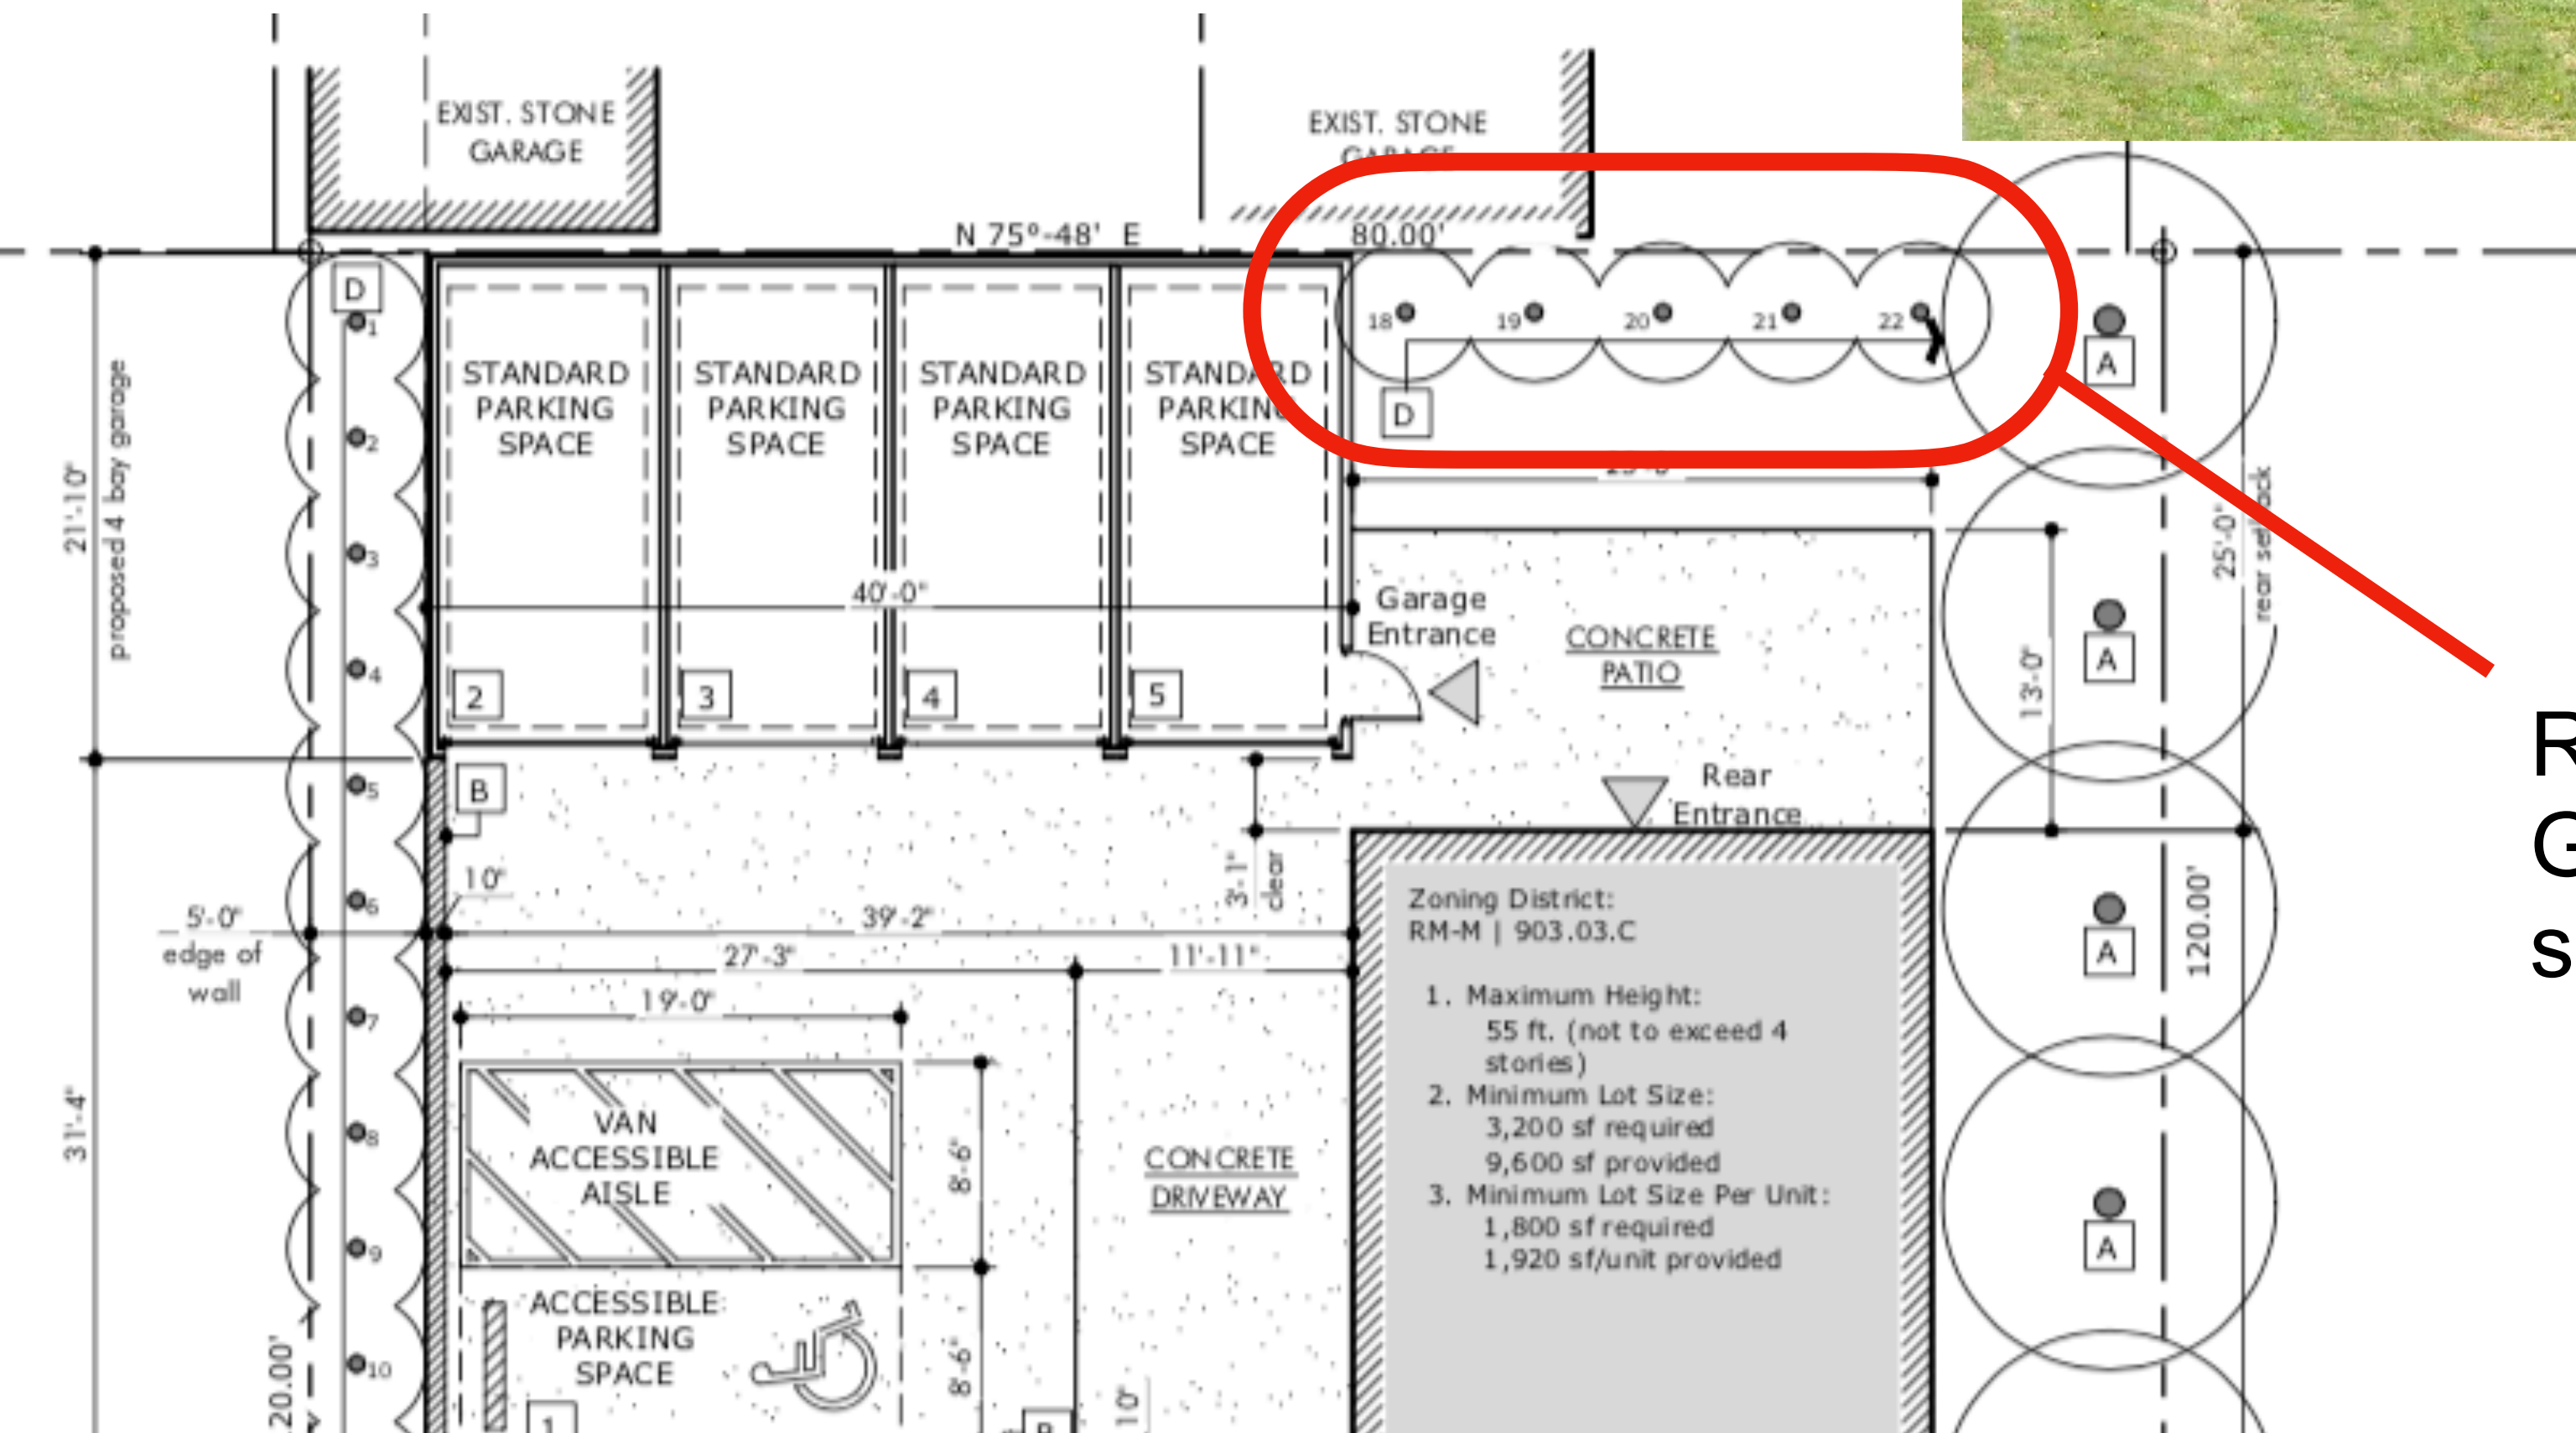 EXIST. STONE
GARAGE
EXIST. STONE
GARAGE
N 75º-48' E
80.00'
D
1
2
3
4
5
6
7
8
9
10
18
19
20
21
22
D
A
A
A
A
STANDARD
PARKING
SPACE
STANDARD
PARKING
SPACE
STANDARD
PARKING
SPACE
STANDARD
PARKING
SPACE
21'-10"
proposed 4 bay garage
40'-0"
2
3
4
5
Garage
Entrance
CONCRETE
PATIO
13'-0"
25'-0"
rear setback
B
Rear
Entrance
3'-1"
clear
10"
5'-0"
edge of
wall
39'-2"
27'-3"
11'-11"
19'-0"
120.00'
Zoning District:
RM-M | 903.03.C
1. Maximum Height:
55 ft. (not to exceed 4
stories)
2. Minimum Lot Size:
3,200 sf required
9,600 sf provided
3. Minimum Lot Size Per Unit:
1,800 sf required
1,920 sf/unit provided
31'-4"
VAN
ACCESSIBLE
AISLE
8'-6"
CONCRETE
DRIVEWAY
ACCESSIBLE
PARKING
SPACE
8'-6"
10"
20.00'
1
R
G
s